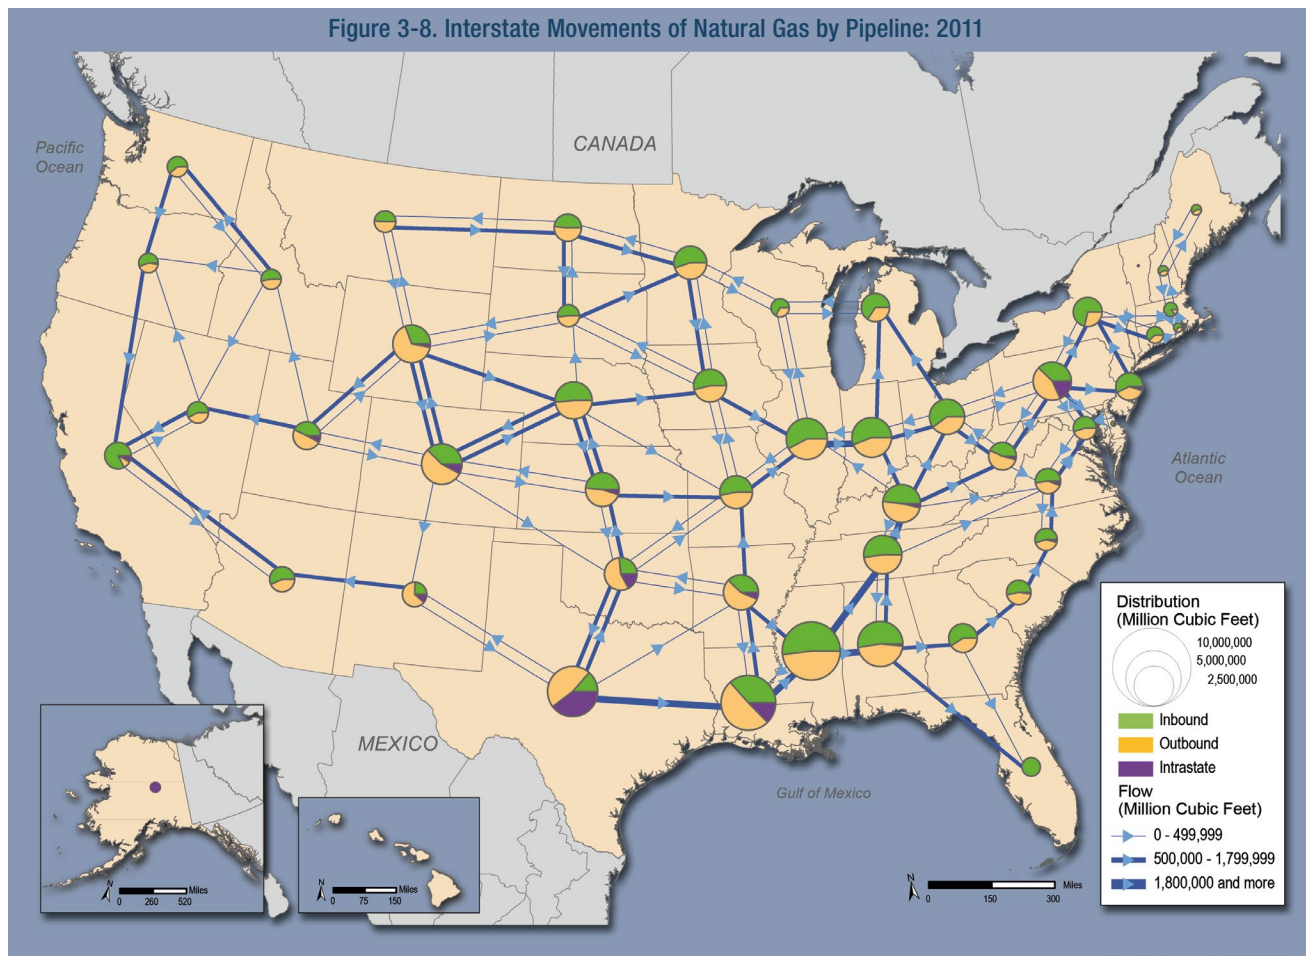 Figure 3-8. Interstate Movements of Natural Gas by Pipeline: 2011
Pacific
Ocean
CANADA
Atlantic
Ocean
MEXICO
Gulf of Mexico
N
Miles
0 260 520
N
Miles
0 75 150
N
Miles
0 150 300
Distribution
(Million Cubic Feet)
10,000,000
5,000,000
2,500,000
Inbound
Outbound
Intrastate
Flow
(Million Cubic Feet)
0 - 499,999
500,000 - 1,799,999
1,800,000 and more